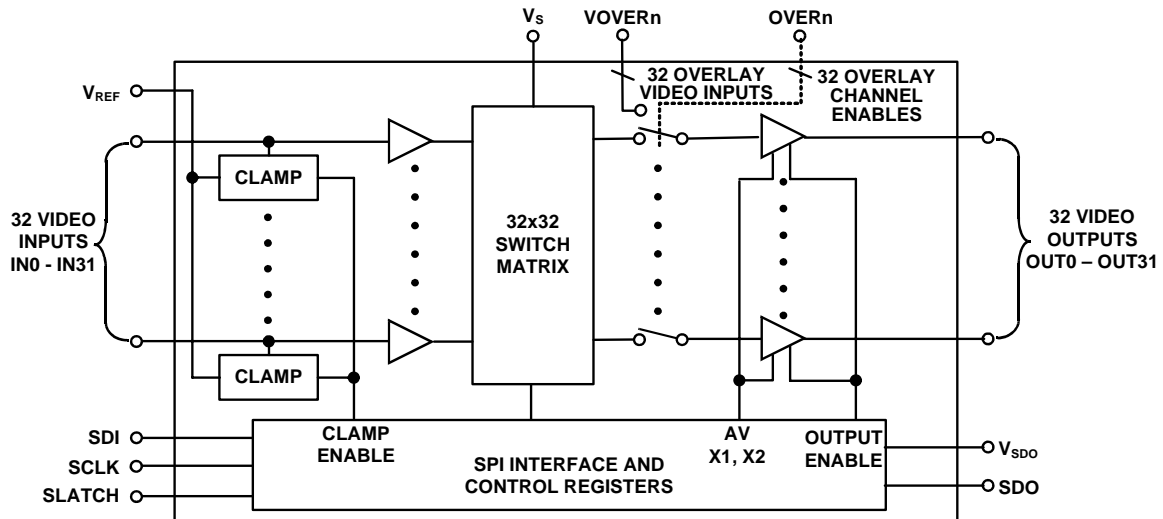 VS
VOVERn
OVERn
32 OVERLAY
VIDEO INPUTS
32 OVERLAY
CHANNEL
ENABLES
VREF
CLAMP
32 VIDEO
INPUTS
IN0 - IN31
32x32
SWITCH
MATRIX
32 VIDEO
OUTPUTS
OUT0 – OUT31
CLAMP
SDI
SCLK
SLATCH
CLAMP
ENABLE
AV
X1, X2
OUTPUT
ENABLE
SPI INTERFACE AND
CONTROL REGISTERS
VSDO
SDO